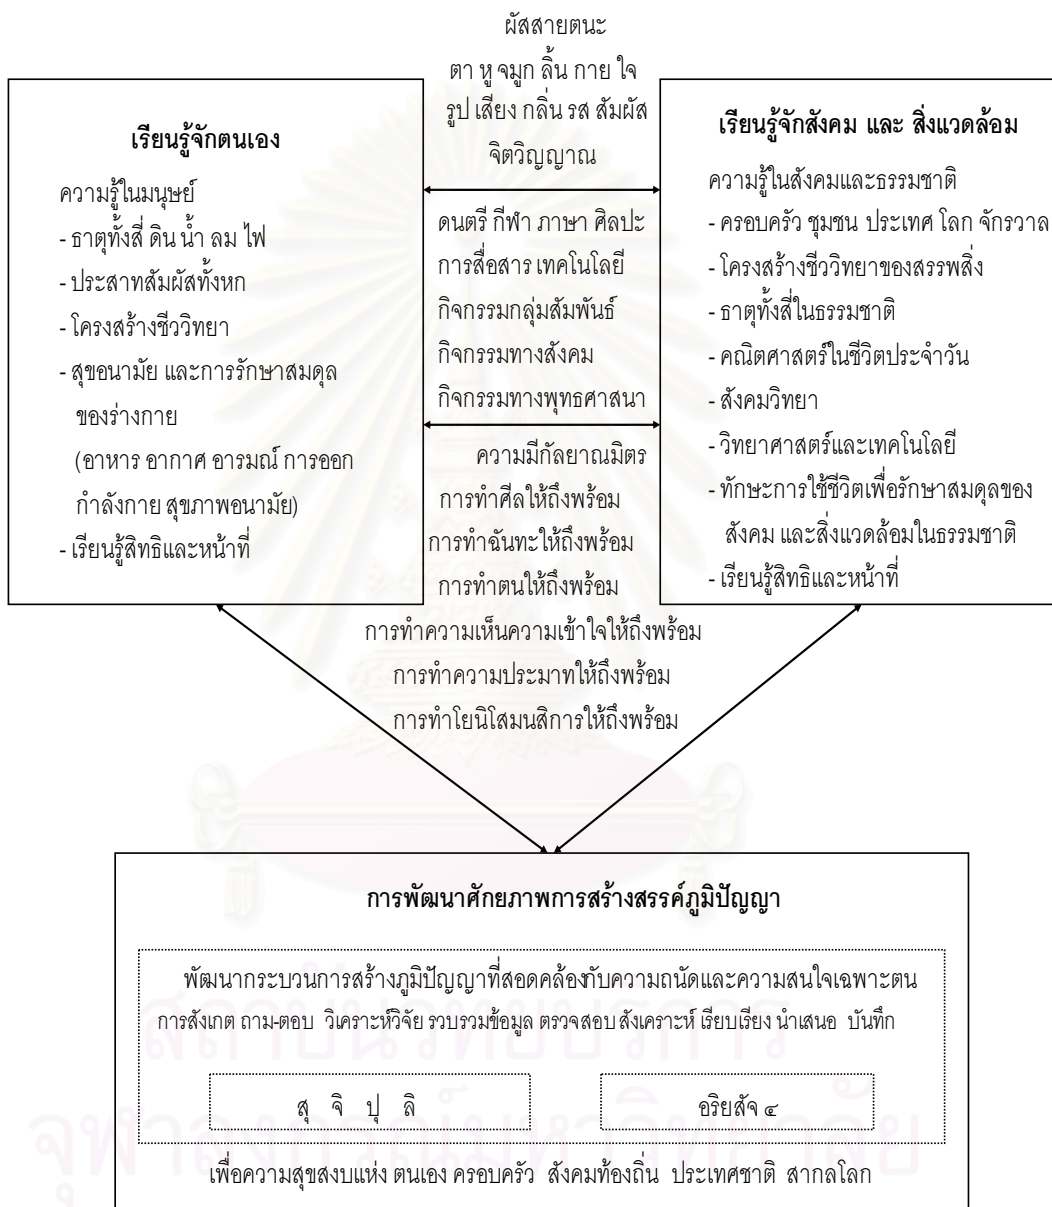 ผัสสายตนะ
ตา หู จมูก ลิ้น กาย ใจ
รูป เสียง กลิ่น รส สัมผัส
จิตวิญญาณ
เรียนรู้จักตนเอง
ความรู้ในมนุษย์
- ธาตุทั้งสี่ ดิน น้ำ ลม ไฟ
- ประสาทสัมผัสทั้งหก
- โครงสร้างชีววิทยา
- สุขอนามัย และการรักษาสมดุล
ของร่างกาย
(อาหาร อากาศ อารมณ์ การออก
กำลังกาย สุขภาพอนามัย)
- เรียนรู้สิทธิและหน้าที่
ดนตรี กีฬา ภาษา ศิลปะ
การสื่อสาร เทคโนโลยี
กิจกรรมกลุ่มสัมพันธ์
กิจกรรมทางสังคม
กิจกรรมทางพุทธศาสนา
ความมีกัลยาณมิตร
การทำศีลให้ถึงพร้อม
การทำฉันทะให้ถึงพร้อม
การทำตนให้ถึงพร้อม
การทำความเห็นความเข้าใจให้ถึงพร้อม
การทำความประมาทให้ถึงพร้อม
การทำโยนิโสมนสิการให้ถึงพร้อม
เรียนรู้จักสังคม และ สิ่งแวดล้อม
ความรู้ในสังคมและธรรมชาติ
- ครอบครัว ชุมชน ประเทศ โลก จักรวาล
- โครงสร้างชีววิทยาของสรรพสิ่ง
- ธาตุทั้งสี่ในธรรมชาติ
- คณิตศาสตร์ในชีวิตประจำวัน
- สังคมวิทยา
- วิทยาศาสตร์และเทคโนโลยี
- ทักษะการใช้ชีวิตเพื่อรักษาสมดุลของ
สังคม และสิ่งแวดล้อมในธรรมชาติ
- เรียนรู้สิทธิและหน้าที่
การพัฒนาศักยภาพการสร้างสรรค์ภูมิปัญญา
พัฒนากระบวนการสร้างภูมิปัญญาที่สอดคล้องกับความถนัดและความสนใจเฉพาะตน
การสังเกต ถาม-ตอบ วิเคราะห์วิจัย รวบรวมข้อมูล ตรวจสอบ สังเคราะห์ เรียบเรียง นำเสนอ บันทึก
สุ จิ ปุ ลิ
อริยสัจ ๔
เพื่อความสุขสงบแห่ง ตนเอง ครอบครัว สังคมท้องถิ่น ประเทศชาติ สากลโลก
สถาบันวิทยบริการ
จุฬาลงกรณ์มหาวิทยาลัย